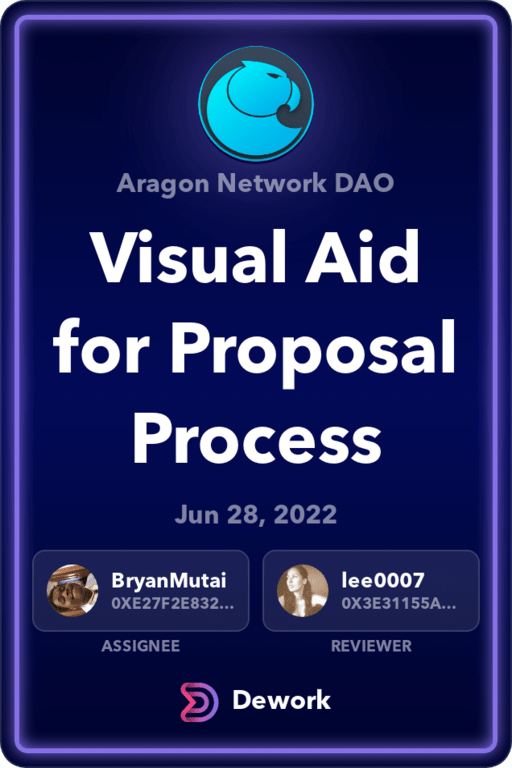 Aragon Network DAO
Visual Aid
for Proposal
Process
Jun 28, 2022
BryanMutai
0XE27F2E832...
ASSIGNEE
lee0007
0X3E31155A...
REVIEWER
Dework